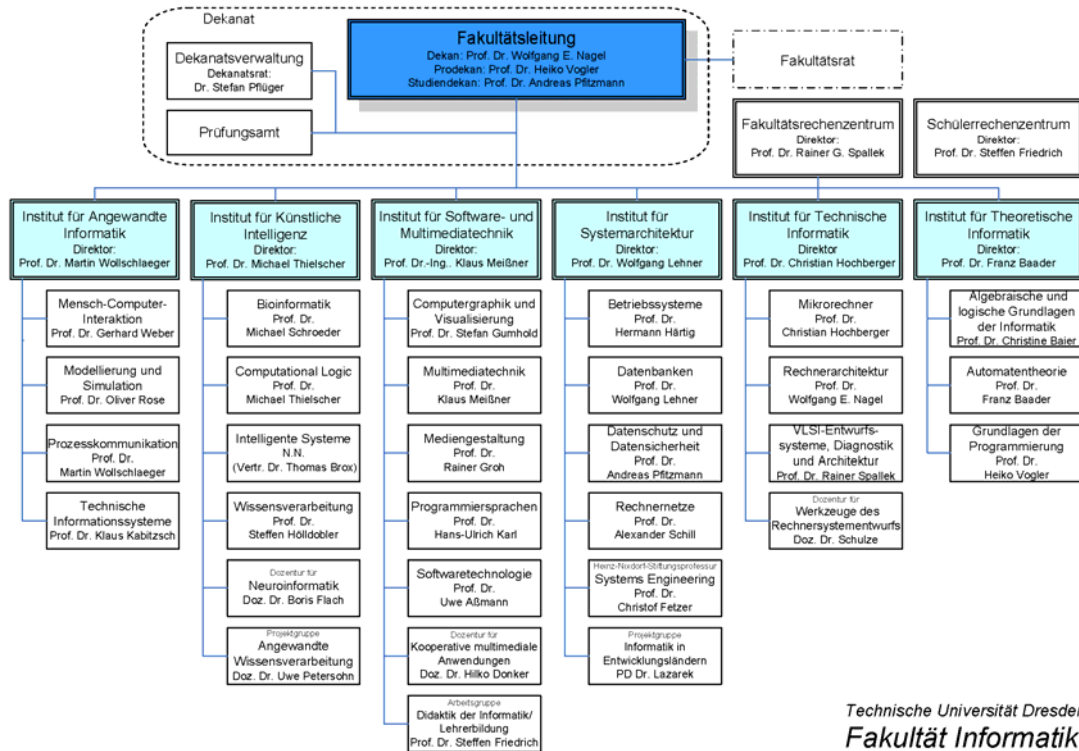 Dekanat
Fakultätsleitung
Dekan: Prof. Dr. Wolfgang E. Nagel
Prodekan: Prof. Dr. Heiko Vogler
Studiendekan: Prof. Dr. Andreas Pfitzmann
Dekanatsverwaltung
Dekanatsrat:
Dr. Stefan Pflüger
Prüfungsamt
Fakultätsrat
Fakultätsrechenzentrum
Direktor:
Prof. Dr. Rainer G. Spallek
Schülerrechenzentrum
Direktor:
Prof. Dr. Steffen Friedrich
Institut für Angewandte
Informatik
Direktor:
Prof. Dr. Martin Wollschlaeger
Mensch-Computer-
Interaktion
Prof. Dr. Gerhard Weber
Modellierung und
Simulation
Prof. Dr. Oliver Rose
Prozesskommunikation
Prof. Dr.
Martin Wollschlaeger
Technische
Informationssysteme
Prof. Dr. Klaus Kabitzsch
Institut für Künstliche
Intelligenz
Direktor:
Prof. Dr. Michael Thielscher
Bioinformatik
Prof. Dr.
Michael Schroeder
Computational Logic
Prof. Dr.
Michael Thielscher
Intelligente Systeme
N.N.
(Vertr. Dr. Thomas Brox)
Wissensverarbeitung
Prof. Dr.
Steffen Hölldobler
Dozentur für
Neuroinformatik
Doz. Dr. Boris Flach
Projektgruppe
Angewandte
Wissensverarbeitung
Doz. Dr. Uwe Petersohn
Institut für Software- und
Multimediatechnik
Direktor:
Prof. Dr.-Ing.. Klaus Meißner
Computergraphik und
Visualisierung
Prof. Dr. Stefan Gumhold
Multimediatechnik
Prof. Dr.
Klaus Meißner
Mediengestaltung
Prof. Dr.
Rainer Groh
Programmiersprachen
Prof. Dr.
Hans-Ulrich Karl
Softwaretechnologie
Prof. Dr.
Uwe Aßmann
Dozentur für
Kooperative multimediale
Anwendungen
Doz. Dr. Hilko Donker
Arbeitsgruppe
Didaktik der Informatik/
Lehrerbildung
Prof. Dr. Steffen Friedrich
Institut für
Systemarchitektur
Direktor:
Prof. Dr. Wolfgang Lehner
Betriebssysteme
Prof. Dr.
Hermann Härtig
Datenbanken
Prof. Dr.
Wolfgang Lehner
Datenschutz und
Datensicherheit
Prof. Dr.
Andreas Pfitzmann
Rechnernetze
Prof. Dr.
Alexander Schill
Heinz-Nixdorf-Stiftungsprofessur
Systems Engineering
Prof. Dr.
Christof Fetzer
Projektgruppe
Informatik in
Entwicklungsländern
PD Dr. Lazarek
Institut für Technische
Informatik
Direktor
Prof. Dr. Christian Hochberger
Mikrorechner
Prof. Dr.
Christian Hochberger
Rechnerarchitektur
Prof. Dr.
Wolfgang E. Nagel
VLSI-Entwurfs-
systeme, Diagnostik
und Architektur
Prof. Dr. Rainer Spallek
Dozentur für
Werkzeuge des
Rechnersystementwurfs
Doz. Dr. Schulze
Institut für Theoretische
Informatik
Direktor:
Prof. Dr. Franz Baader
Algebraische und
logische Grundlagen
der Informatik
Prof. Dr. Christine Baier
Automatentheorie
Prof. Dr.
Franz Baader
Grundlagen der
Programmierung
Prof. Dr.
Heiko Vogler
Technische Universität Dresden
Fakultät Informatik